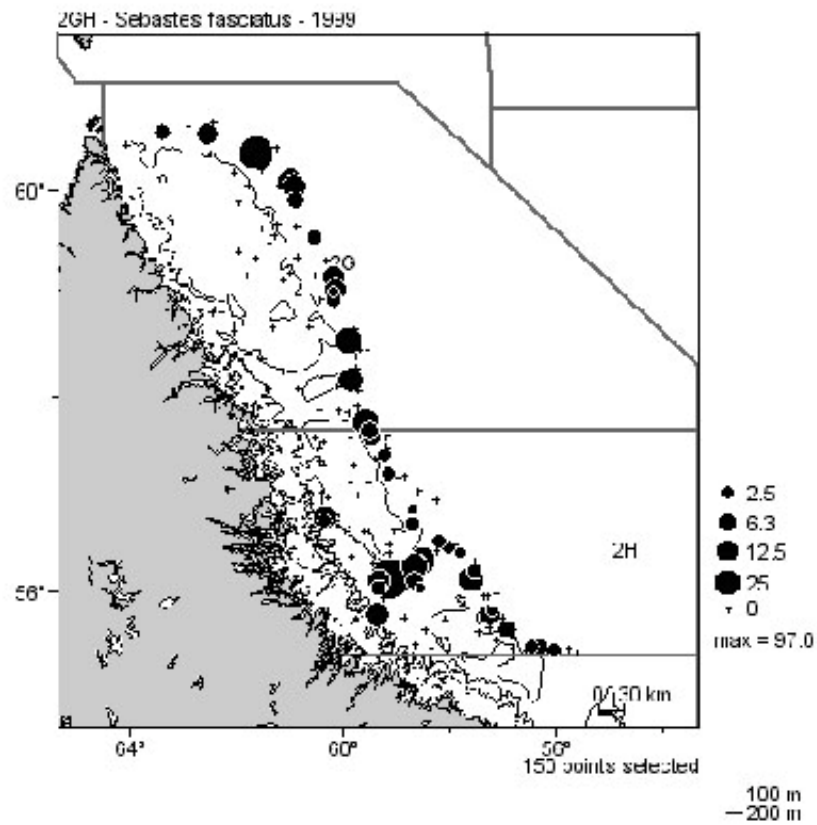 2GH - Sebastes fasciatus - 1999
60°
2G
2.5
6.3
12.5
2H
25
0
56°
max = 97.0
30 km
64°
60°
56°
150 points selected
100 m
200 m